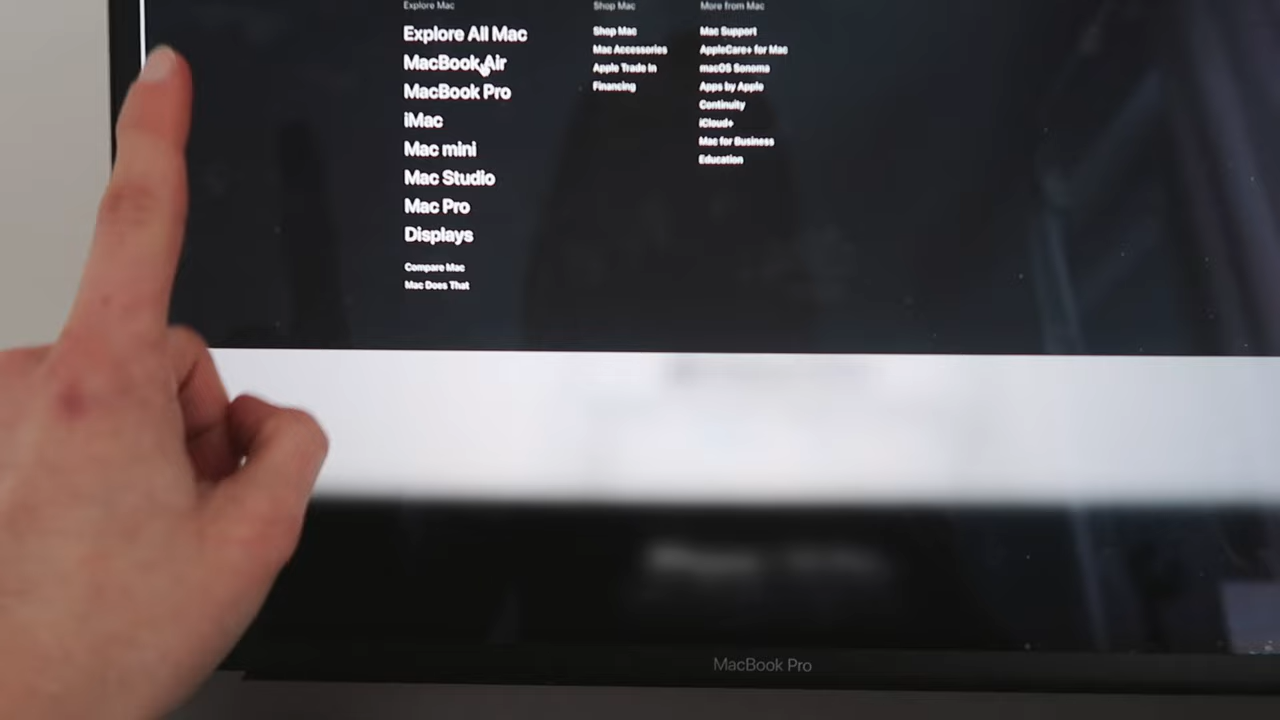 Explore Mac
Explore All Mac
MacBook Air
MacBook Pro
iMac
Mac mini
Mac Studio
Mac Pro
Displays
Compare Mac
Mac Does That
Shop Mac
Shop Mac
Mac Accessories
Apple Trade In
Financing
More from Mac
Mac Support
AppleCare+ for Mac
macOS Sonoma
Apps by Apple
Continuity
iCloud+
Mac for Business
Education
MacBook Pro